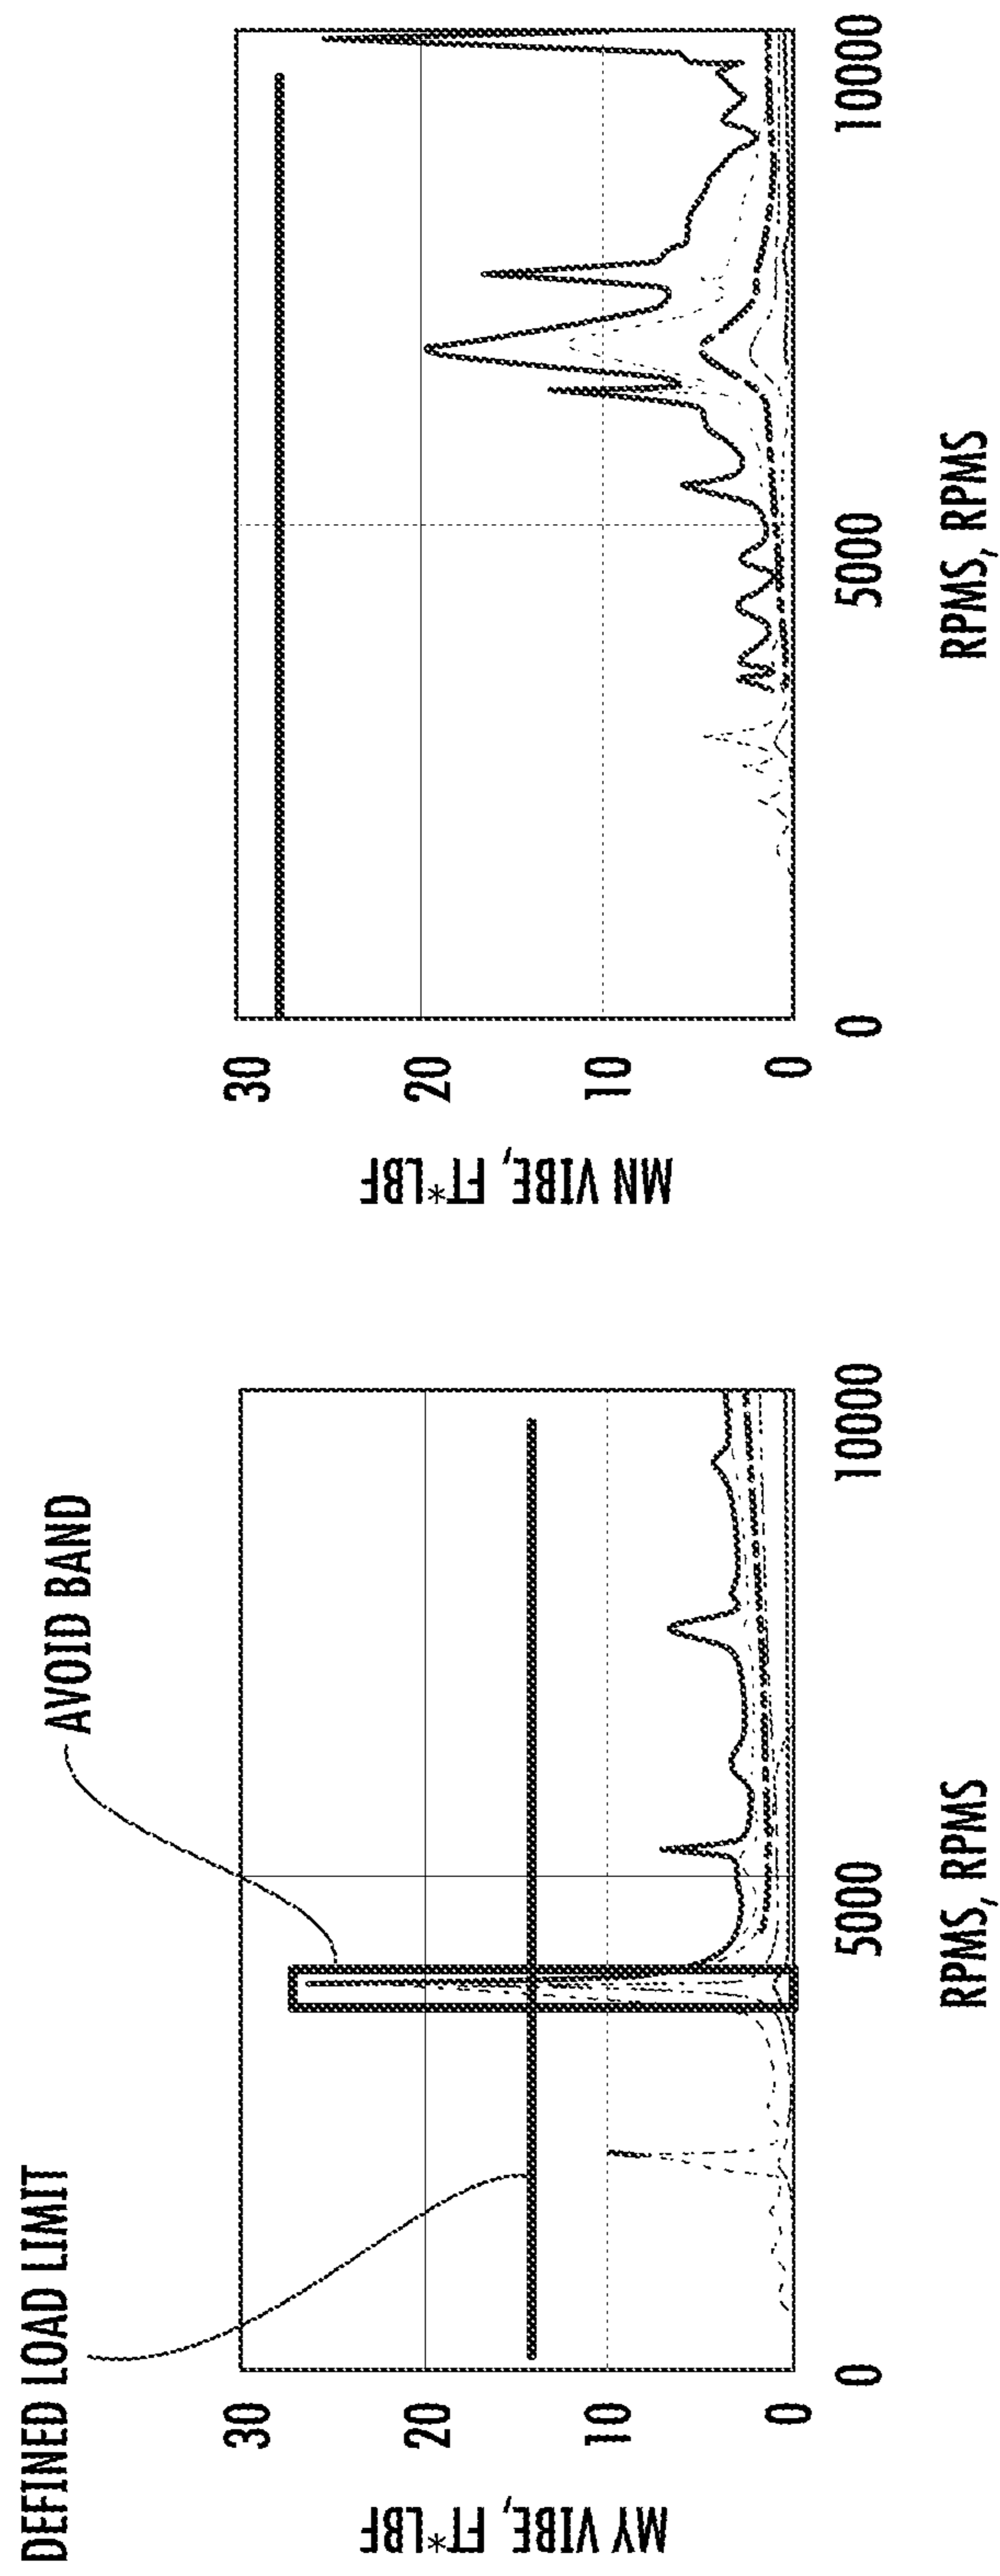 DEFINED LOAD LIMIT
AVOID BAND
MY VIBE, FT*LBF
30
20
10
0
0
5000
10000
RPMS, RPMS
MN VIBE, FT*LBF
30
20
10
0
0
5000
10000
RPMS, RPMS